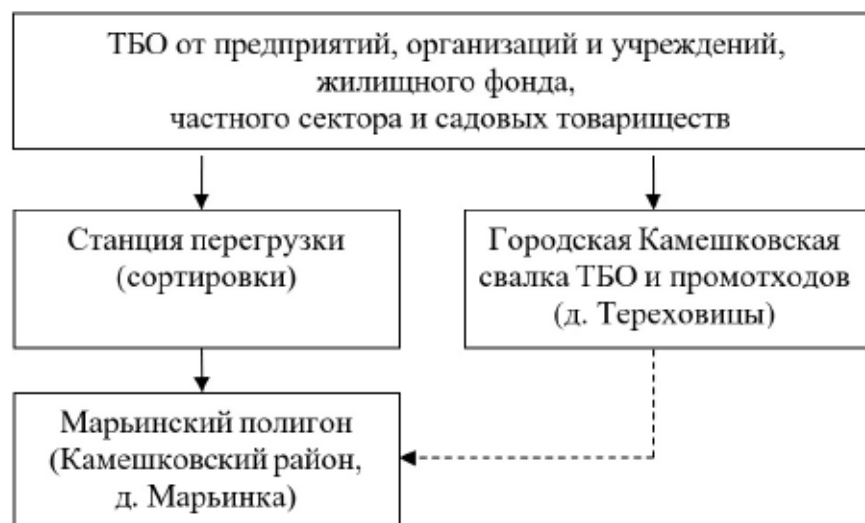 ТБО от предприятий, организаций и учреждений,
жилищного фонда,
частного сектора и садовых товариществ
Станция перегрузки
(сортировки)
Городская Камешковская
свалка ТБО и промотходов
(д. Тереховицы)
Марьинский полигон
(Камешковский район,
д. Марьинка)